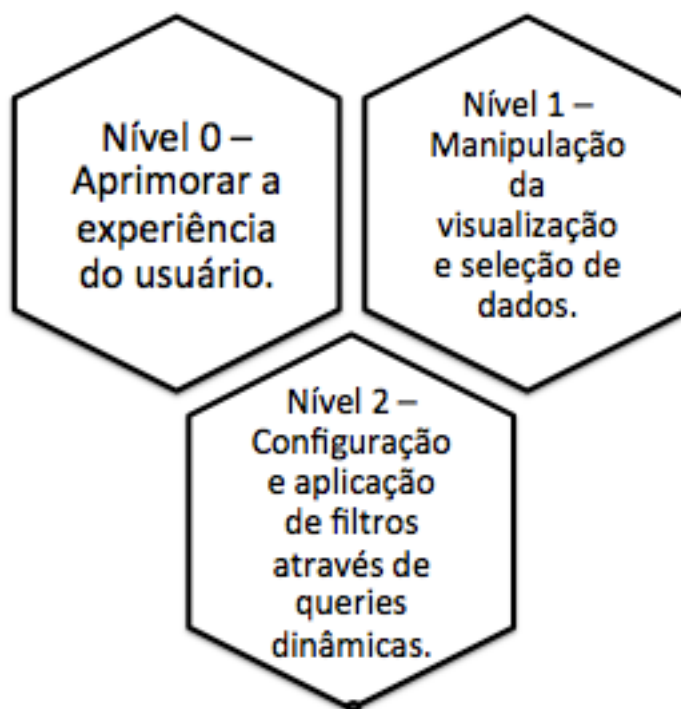 Nível 0 –
Aprimorar a
experiência
do usuário.
Nível 1 –
Manipulação
da
visualização
e seleção de
dados.
Nível 2 –
Configuração
e aplicação
de filtros
através de
queries
dinâmicas.